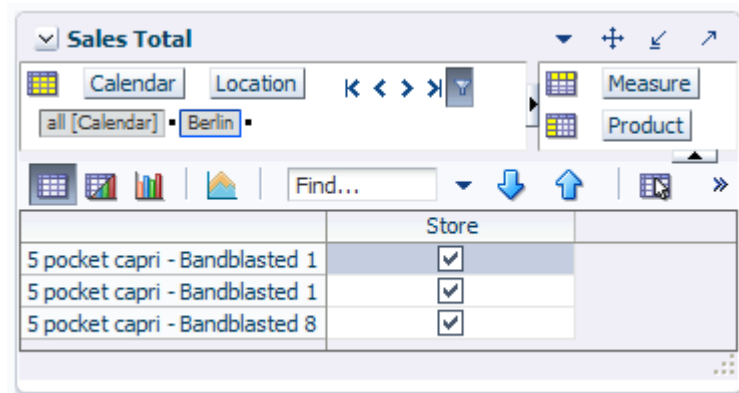 Sales Total
Calendar Location Measure
all [Calendar] Berlin Product
Find...
Store
5 pocket capri - Bandblasted 1
5 pocket capri - Bandblasted 1
5 pocket capri - Bandblasted 8